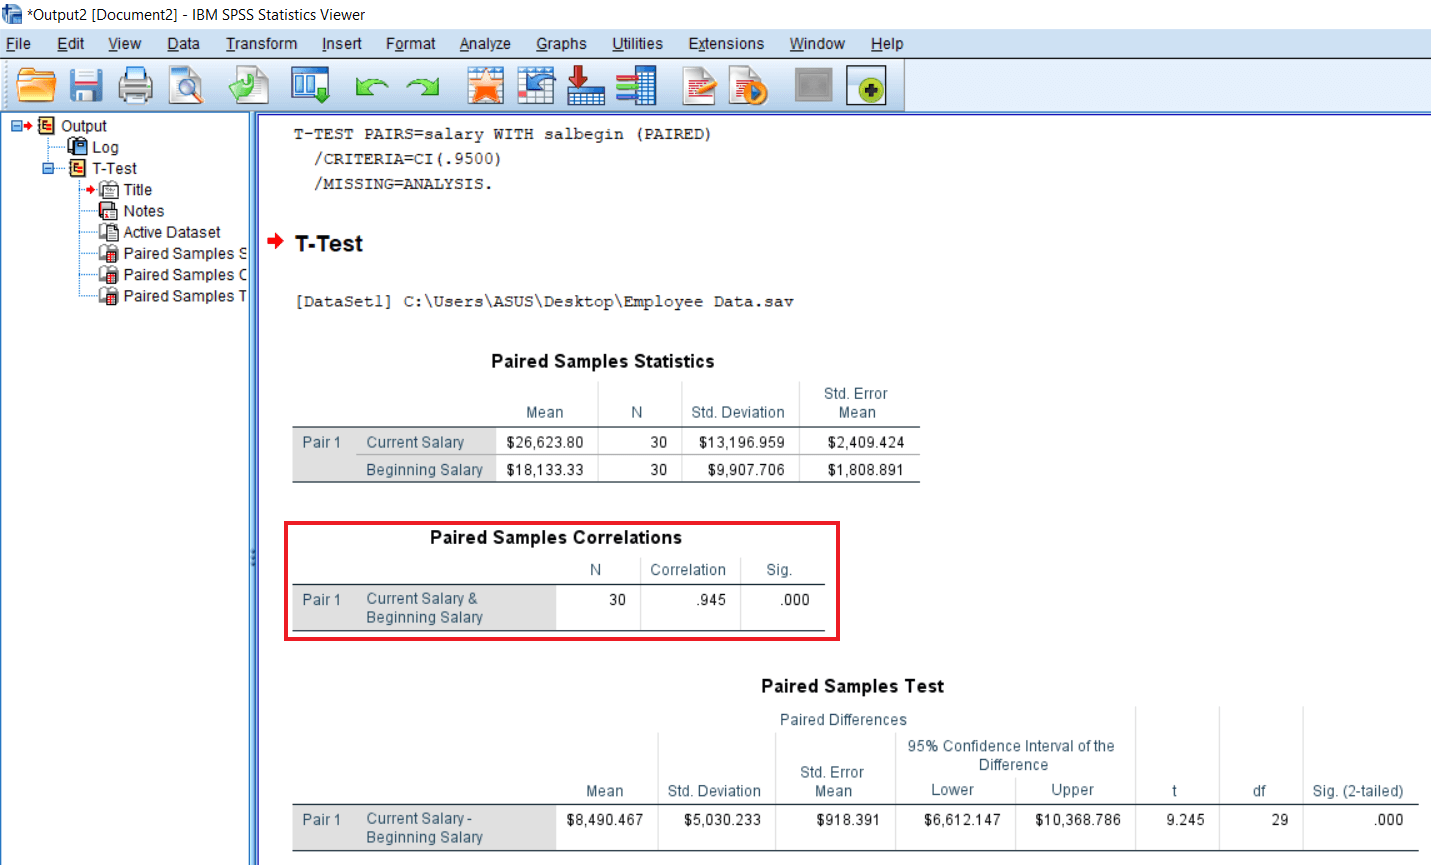 *Output2 [Document2] - IBM SPSS Statistics Viewer
File Edit View Data Transform Insert Format Analyze Graphs Utilities Extensions Window Help
Output
Log
T-Test
Title
Notes
Active Dataset
Paired Samples S
Paired Samples C
Paired Samples T
T-TEST PAIRS=salary WITH salbegin (PAIRED)
/CRITERIA=CI(.9500)
/MISSING=ANALYSIS.
T-Test
[DataSet1] C:\Users\ASUS\Desktop\Employee Data.sav
Paired Samples Statistics
Mean N Std. Deviation Std. Error Mean
Pair 1 Current Salary $26,623.80 30 $13,196.959 $2,409.424
Beginning Salary $18,133.33 30 $9,907.706 $1,808.891
Paired Samples Correlations
N Correlation Sig.
Pair 1 Current Salary & 30 .945 .000
Beginning Salary
Paired Samples Test
Paired Differences
95% Confidence Interval of the
Difference
Mean Std. Deviation Std. Error Mean Lower Upper t df Sig. (2-tailed)
Pair 1 Current Salary - $8,490.467 $5,030.233 $918.391 $6,612.147 $10,368.786 9.245 29 .000
Beginning Salary